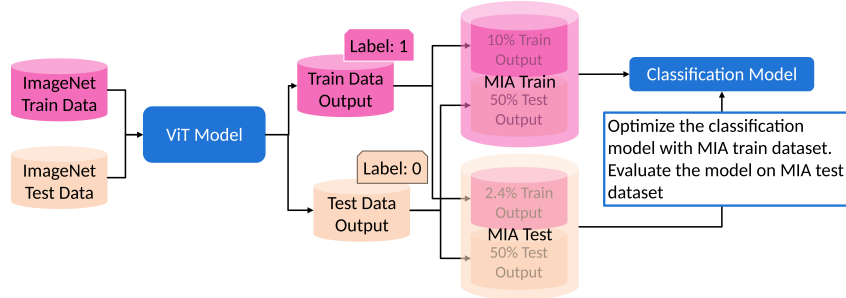 ImageNet
Train Data
ImageNet
Test Data
ViT Model
Label: 1
Train Data
Output
Label: 0
Test Data
Output
10% Train
Output
MIA Train
50% Test
Output
2.4% Train
Output
MIA Test
50% Test
Output
Classification Model
Optimize the classification
model with MIA train dataset.
Evaluate the model on MIA test
dataset